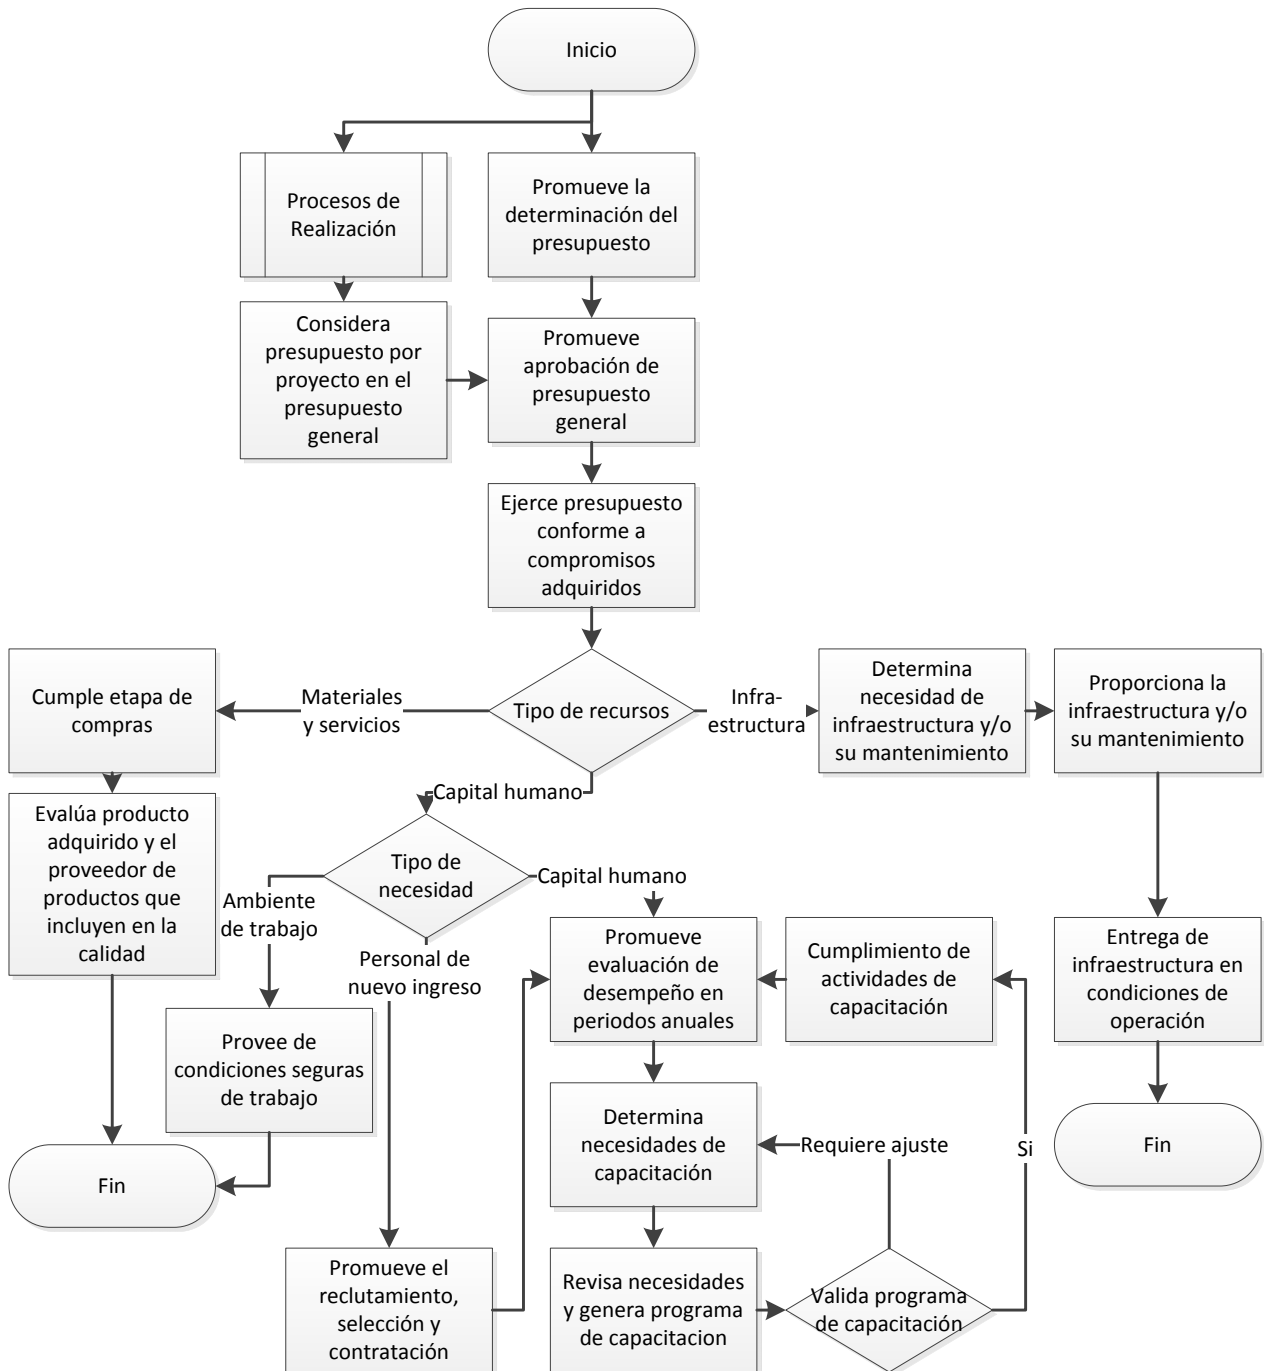 Inicio
Procesos de
Realización
Promueve la
determinación del
presupuesto
Considera
presupuesto por
proyecto en el
presupuesto
general
Promueve
aprobación de
presupuesto
general
Ejerce presupuesto
conforme a
compromisos
adquiridos
Cumple etapa de
compras
Materiales
y servicios
Tipo de recursos
Infra-
estructura
Determina
necesidad de
infraestructura y/o
su mantenimiento
Proporciona la
infraestructura y/o
su mantenimiento
Capital humano
Evalúa producto
adquirido y el
proveedor de
productos que
incluyen en la
calidad
Tipo de
necesidad
Capital humano
Ambiente
de trabajo
Personal de
nuevo ingreso
Promueve
evaluación de
desempeño en
periodos anuales
Cumplimiento de
actividades de
capacitación
Entrega de
infraestructura en
condiciones de
operación
Provee de
condiciones seguras
de trabajo
Determina
necesidades de
capacitación
Requiere ajuste
Si
Fin
Fin
Promueve el
reclutamiento,
selección y
contratación
Revisa necesidades
y genera programa
de capacitacion
Valida programa
de capacitación